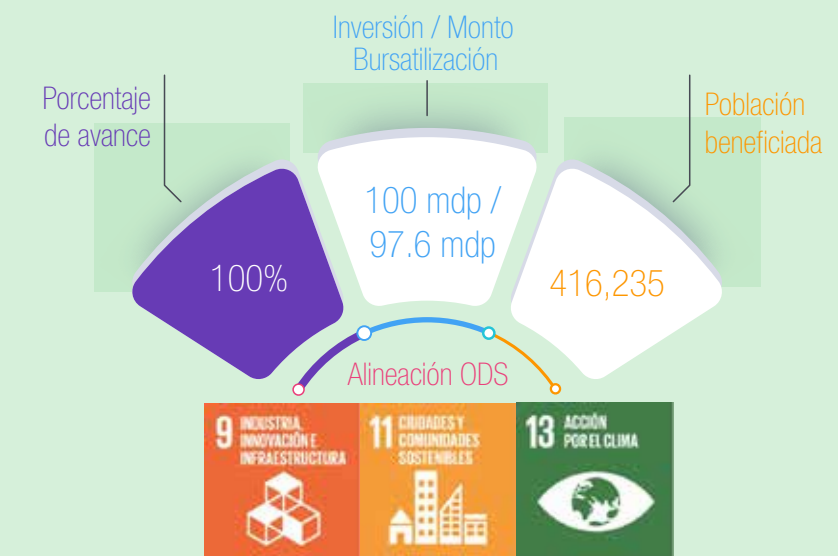 Inversión / Monto
Bursatilización
Porcentaje
de avance
Población
beneficiada
100%
100 mdp /
97.6 mdp
416,235
Alineación ODS
9 INDUSTRIA,
INNOVACIÓN E
INFRAESTRUCTURA
11 CIUDADES Y
COMUNIDADES
SOSTENIBLES
13 ACCIÓN
POR EL CLIMA